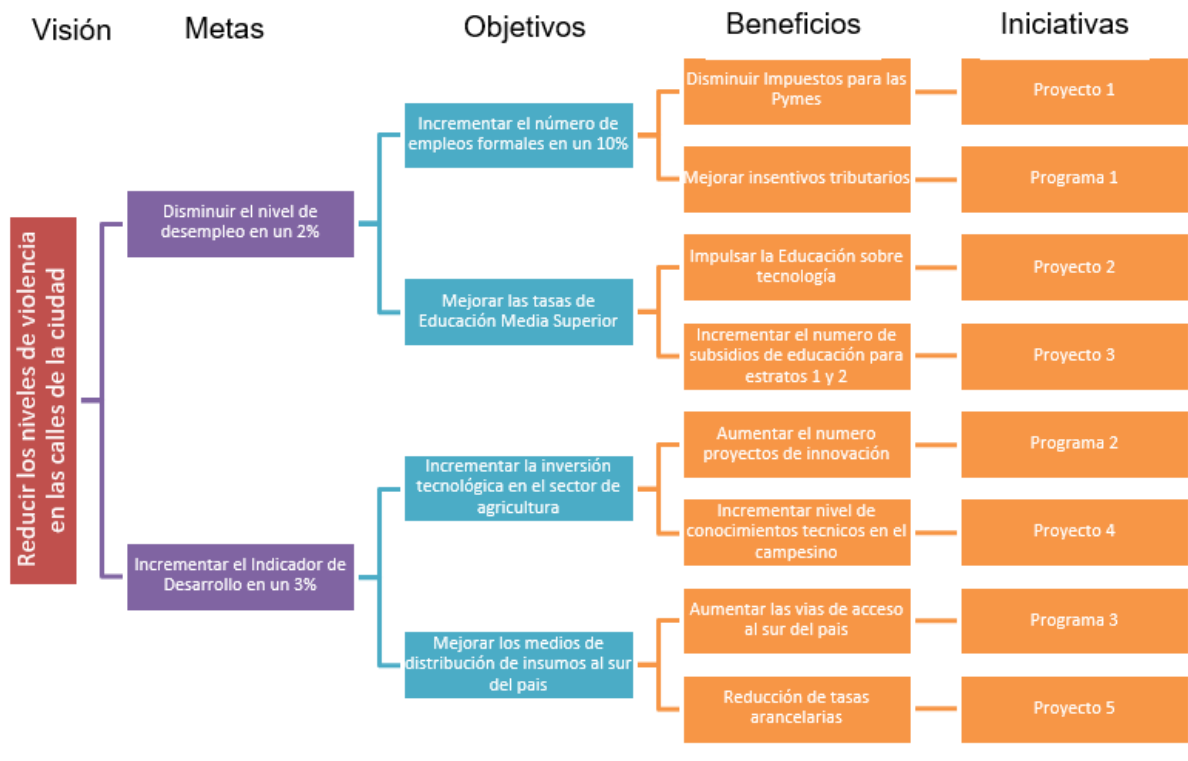 Visión
Metas
Objetivos
Beneficios
Iniciativas
Reducir los niveles de violencia
en las calles de la ciudad
Disminuir el nivel de
desempleo en un 2%
Incrementar el número de
empleos formales en un 10%
Disminuir Impuestos para las
Pymes
Proyecto 1
Mejorar insentivos tributarios
Programa 1
Mejorar las tasas de
Educación Media Superior
Impulsar la Educación sobre
tecnología
Proyecto 2
Incrementar el numero de
subsidios de educación para
estratos 1 y 2
Proyecto 3
Incrementar el Indicador de
Desarrollo en un 3%
Incrementar la inversión
tecnológica en el sector de
agricultura
Aumentar el numero
proyectos de innovación
Programa 2
Incrementar nivel de
conocimientos tecnicos en el
campesino
Proyecto 4
Mejorar los medios de
distribución de insumos al sur
del pais
Aumentar las vias de acceso
al sur del pais
Programa 3
Reducción de tasas
arancelarias
Proyecto 5